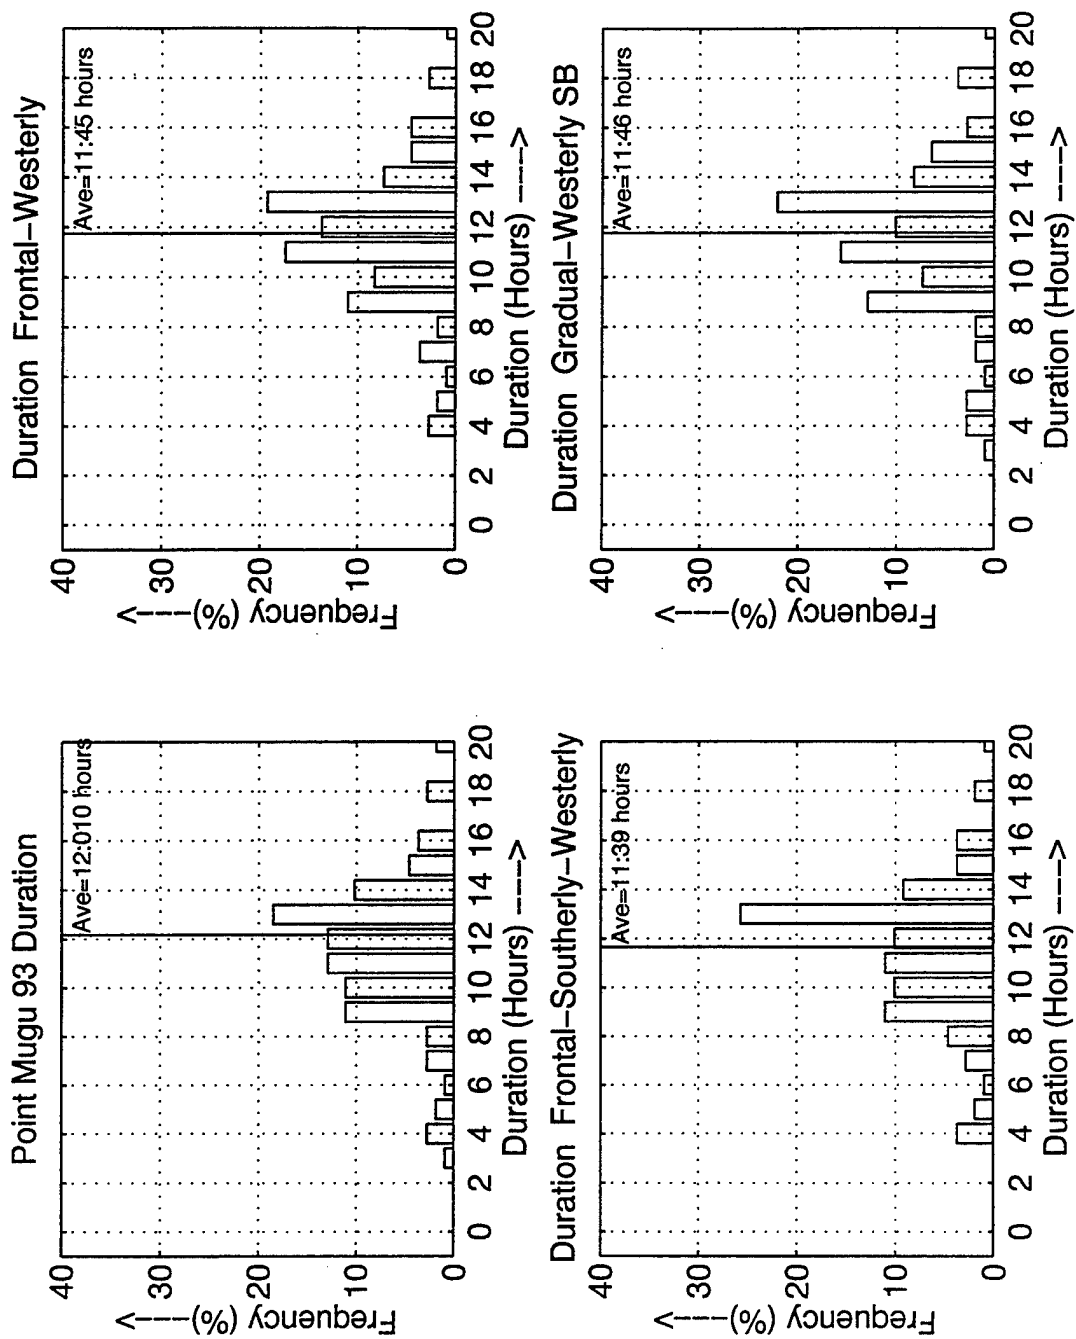 Point Mugu 93 Duration
40
30
20
10
0
Frequency (%)---->
Ave=12:010 hours
0 2 4 6 8 10 12 14 16 18 20
Duration (Hours) ---->
Duration Frontal-Westerly
40
30
20
10
0
Frequency (%)---->
Ave=11:45 hours
0 2 4 6 8 10 12 14 16 18 20
Duration (Hours) ---->
Duration Frontal-Southerly-Westerly
40
30
20
10
0
Frequency (%)---->
Ave=11:39 hours
0 2 4 6 8 10 12 14 16 18 20
Duration (Hours) ---->
Duration Gradual-Westerly SB
40
30
20
10
0
Frequency (%)---->
Ave=11:46 hours
0 2 4 6 8 10 12 14 16 18 20
Duration (Hours) ---->